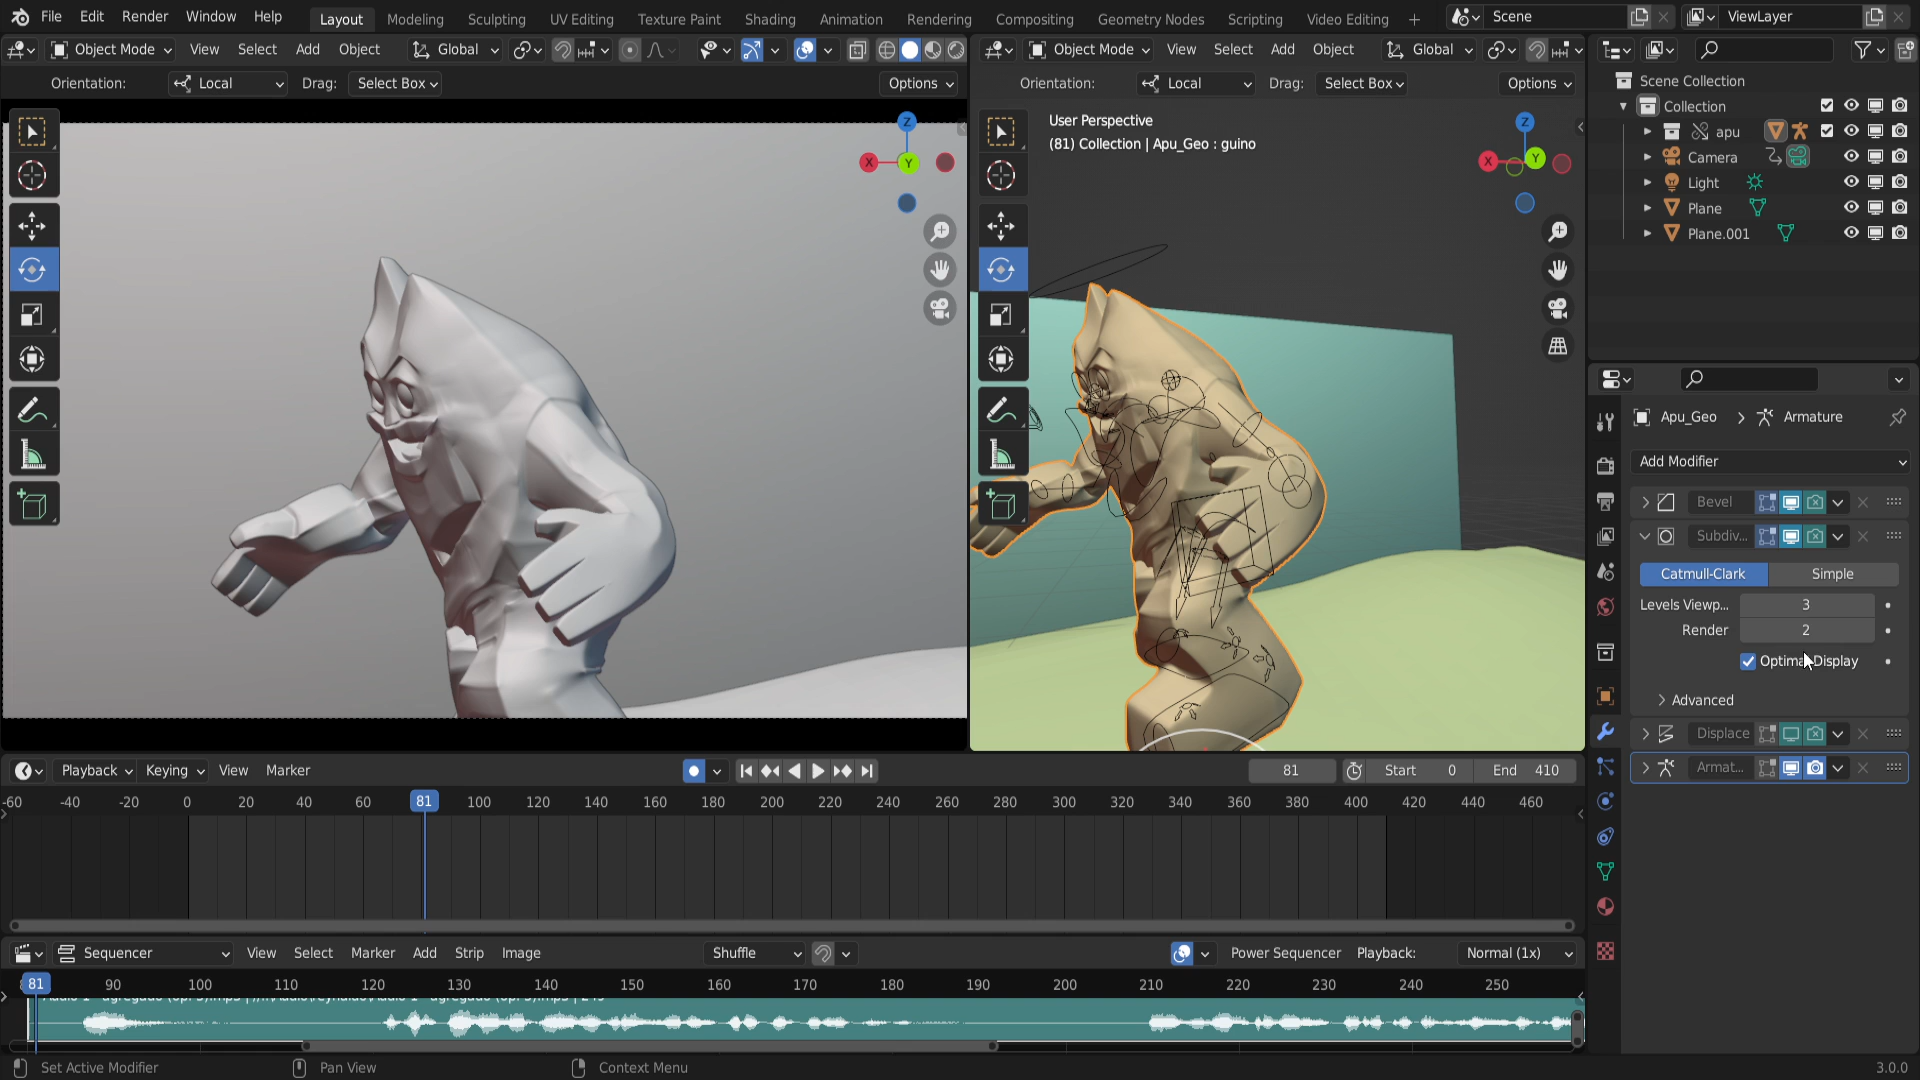 File Edit Render Window Help Layout Modeling Sculpting UV Editing Texture Paint Shading Animation Rendering Compositing Geometry Nodes Scripting Video Editing + Scene ViewLayer
Object Mode View Select Add Object Global
Object Mode View Select Add Object Global
Orientation: Local Drag: Select Box Options
Orientation: Local Drag: Select Box Options
User Perspective
(81) Collection | Apu_Geo : guino
Z
X
Y
Z
X
Y
Scene Collection
Collection
apu
Camera
Light
Plane
Plane.001
Apu_Geo > Armature
Add Modifier
Bevel
Subdiv...
Catmull-Clark Simple
Levels Viewp... 3
Render 2
Optimal Display
Advanced
Displace
Armat...
Playback Keying View Marker 81 Start 0 End 410
-60 -40 -20 0 20 40 60 81 100 120 140 160 180 200 220 240 260 280 300 320 340 360 380 400 420 440 460
Sequencer View Select Marker Add Strip Image Shuffle Power Sequencer Playback: Normal (1x)
81 90 100 110 120 130 140 150 160 170 180 190 200 210 220 230 240 250
Set Active Modifier Pan View Context Menu 3.0.0